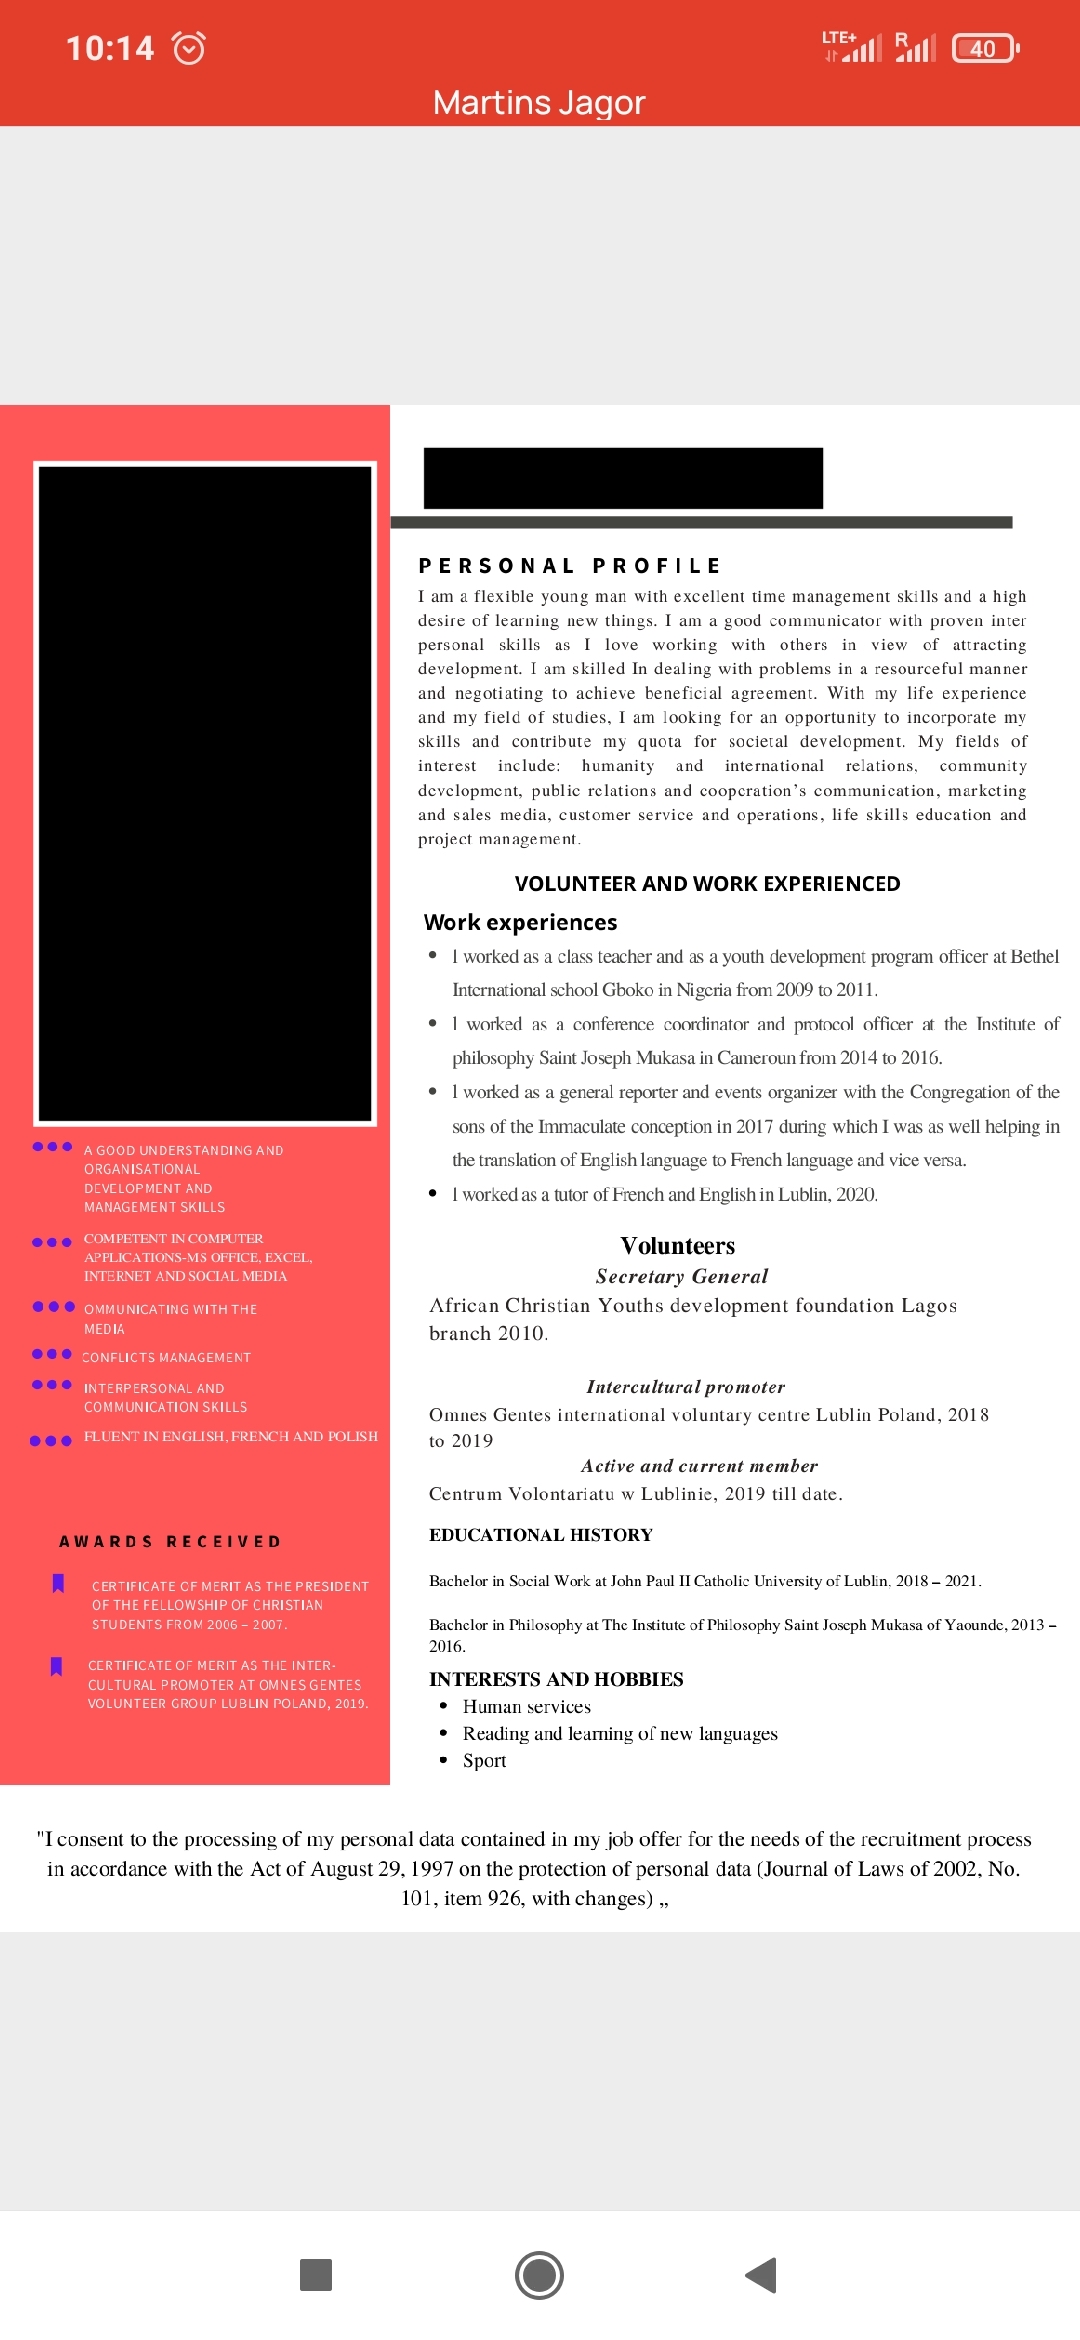 10:14
LTE+
R
40
Martins Jagor
PERSONAL PROFILE
I am a flexible young man with excellent time management skills and a high
desire of learning new things. I am a good communicator with proven inter
personal skills as I love working with others in view of attracting
development. I am skilled In dealing with problems in a resourceful manner
and negotiating to achieve beneficial agreement. With my life experience
and my field of studies, I am looking for an opportunity to incorporate my
skills and contribute my quota for societal development. My fields of
interest include: humanity and international relations, community
development, public relations and cooperation’s communication, marketing
and sales media, customer service and operations, life skills education and
project management.
VOLUNTEER AND WORK EXPERIENCED
Work experiences
• I worked as a class teacher and as a youth development program officer at Bethel
International school Gboko in Nigeria from 2009 to 2011.
• I worked as a conference coordinator and protocol officer at the Institute of
philosophy Saint Joseph Mukasa in Cameroun from 2014 to 2016.
• I worked as a general reporter and events organizer with the Congregation of the
sons of the Immaculate conception in 2017 during which I was as well helping in
the translation of English language to French language and vice versa.
• I worked as a tutor of French and English in Lublin, 2020.
Volunteers
Secretary General
African Christian Youths development foundation Lagos
branch 2010.
Intercultural promoter
Omnes Gentes international voluntary centre Lublin Poland, 2018
to 2019
Active and current member
Centrum Volontariatu w Lublinie, 2019 till date.
EDUCATIONAL HISTORY
Bachelor in Social Work at John Paul II Catholic University of Lublin, 2018 – 2021.
Bachelor in Philosophy at The Institute of Philosophy Saint Joseph Mukasa of Yaounde, 2013 –
2016.
INTERESTS AND HOBBIES
• Human services
• Reading and learning of new languages
• Sport
A GOOD UNDERSTANDING AND
ORGANISATIONAL
DEVELOPMENT AND
MANAGEMENT SKILLS
COMPETENT IN COMPUTER
APPLICATIONS-MS OFFICE, EXCEL,
INTERNET AND SOCIAL MEDIA
OMMUNICATING WITH THE
MEDIA
CONFLICTS MANAGEMENT
INTERPERSONAL AND
COMMUNICATION SKILLS
FLUENT IN ENGLISH, FRENCH AND POLISH
AWARDS RECEIVED
CERTIFICATE OF MERIT AS THE PRESIDENT
OF THE FELLOWSHIP OF CHRISTIAN
STUDENTS FROM 2006 – 2007.
CERTIFICATE OF MERIT AS THE INTER-
CULTURAL PROMOTER AT OMNES GENTES
VOLUNTEER GROUP LUBLIN POLAND, 2019.
"I consent to the processing of my personal data contained in my job offer for the needs of the recruitment process
in accordance with the Act of August 29, 1997 on the protection of personal data (Journal of Laws of 2002, No.
101, item 926, with changes) „